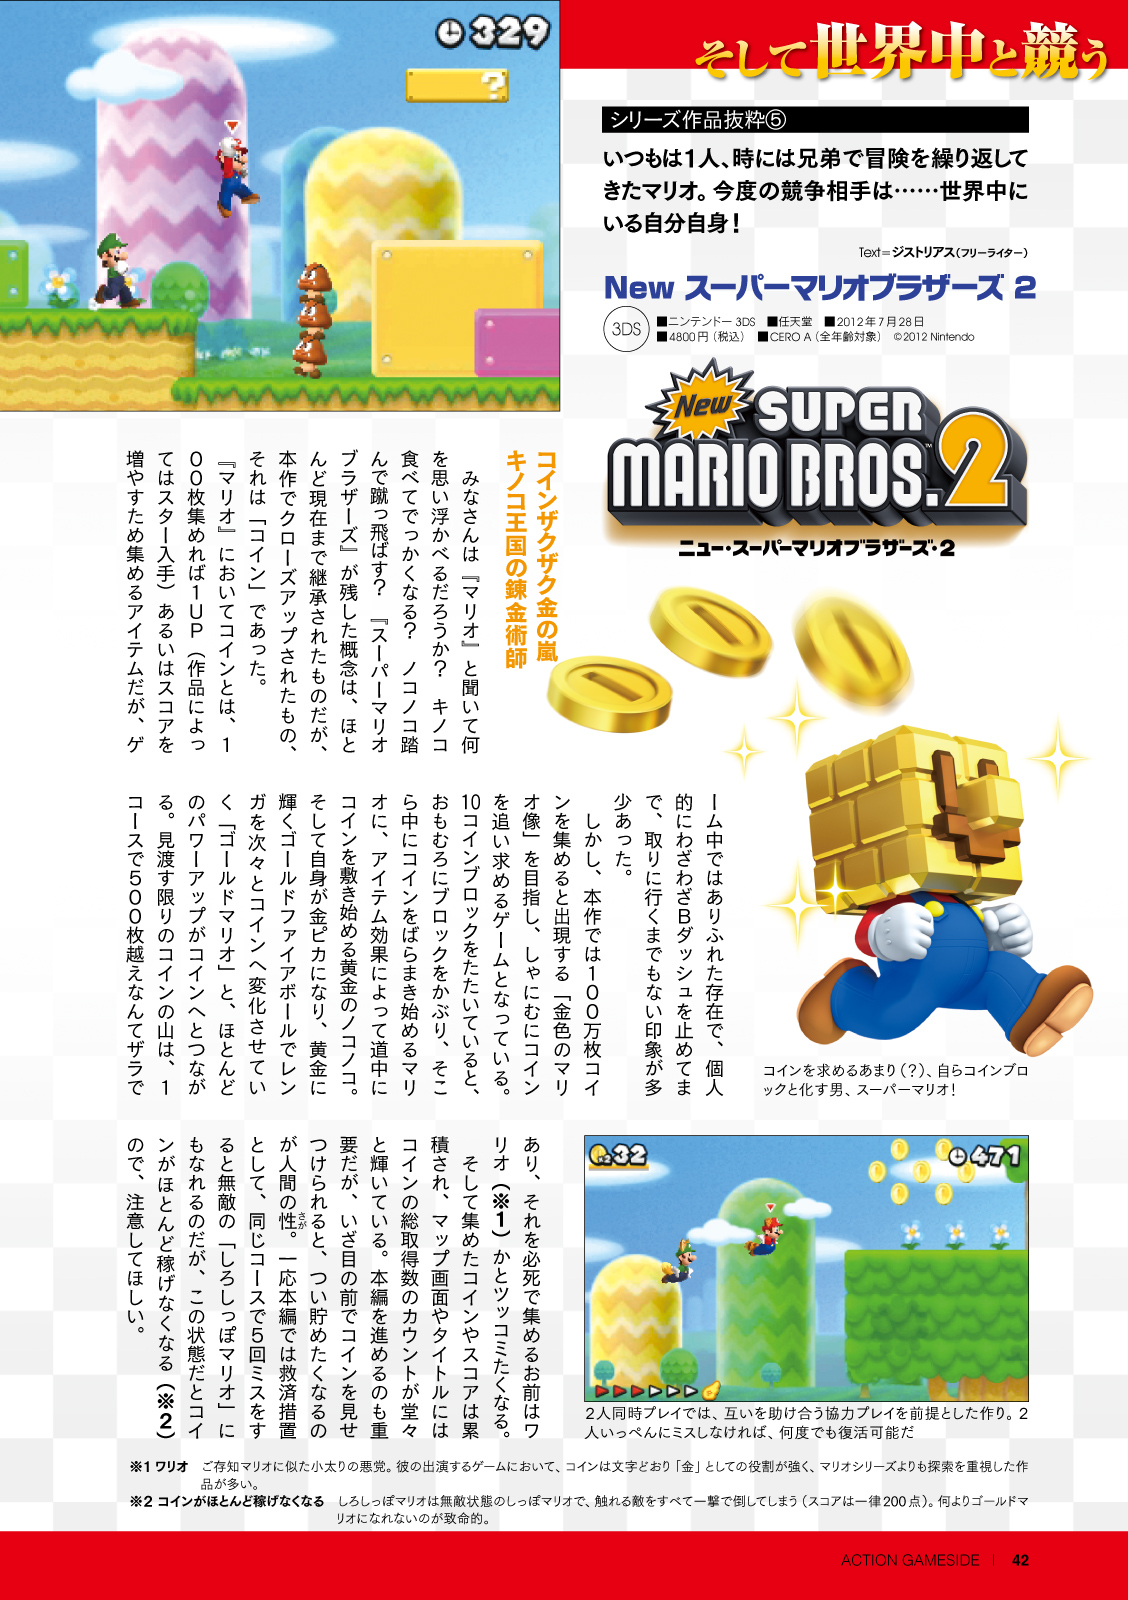 329
?
そして世界中と競う
シリーズ作品抜粋⑤
いつもは1人、時には兄弟で冒険を繰り返して
きたマリオ。今度の競争相手は……世界中に
いる自分自身！
Text=ジストリアス（フリーライター）
New スーパーマリオブラザーズ 2
3DS
■ニンテンドー3DS ■任天堂 ■2012年7月28日
■4800円（税込） ■CERO A（全年齢対象） ©2012 Nintendo
New SUPER
MARIO BROS.™2
ニュー・スーパーマリオブラザーズ・2
コインザクザク金の嵐
キノコ王国の錬金術師
みなさんは『マリオ』と聞いて何
を思い浮かべるだろうか？ キノコ
食べてでっかくなる？ ノコノコ踏
んで蹴っ飛ばす？ 『スーパーマリオ
ブラザーズ』が残した概念は、ほと
んど現在まで継承されたものだが、
本作でクローズアップされたもの、
それは「コイン」であった。
『マリオ』においてコインとは、1
00枚集めれば1UP（作品によっ
てはスター入手）あるいはスコアを
増やすため集めるアイテムだが、ゲ
ーム中ではありふれた存在で、個人
的にわざわざBダッシュを止めてま
で、取りに行くまでもない印象が多
少あった。
しかし、本作では100万枚コイ
ンを集めると出現する「金色のマリ
オ像」を目指し、しゃにむにコイン
を追い求めるゲームとなっている。
10コインブロックをたたいていると、
おもむろにブロックをかぶり、そこ
ら中にコインをばらまき始めるマリ
オに、アイテム効果によって道中に
コインを敷き始める黄金のノコノコ。
そして自身が金ピカになり、黄金に
輝くゴールドファイアボールでレン
ガを次々とコインへ変化させてい
く「ゴールドマリオ」と、ほとんど
のパワーアップがコインへとつなが
る。見渡す限りのコインの山は、1
コースで500枚越えなんてザラで
コインを求めるあまり（？）、自らコインブロ
ックと化す男、スーパーマリオ！
あり、それを必死で集めるお前はワ
リオ（※1）かとツッコミたくなる。
そして集めたコインやスコアは累
積され、マップ画面やタイトルには
コインの総取得数のカウントが堂々
と輝いている。本編を進めるのも重
要だが、いざ目の前でコインを見せ
つけられると、つい貯めたくなるの
が人間の性。一応本編では救済措置
さが
として、同じコースで5回ミスをす
ると無敵の「しろしっぽマリオ」に
もなれるのだが、この状態だとコイ
ンがほとんど稼げなくなる（※2）
ので、注意してほしい。
x2 32
471
2人同時プレイでは、互いを助け合う協力プレイを前提とした作り。2
人いっぺんにミスしなければ、何度でも復活可能だ
※1 ワリオ ご存知マリオに似た小太りの悪党。彼の出演するゲームにおいて、コインは文字どおり「金」としての役割が強く、マリオシリーズよりも探索を重視した作
品が多い。
※2 コインがほとんど稼げなくなる しろしっぽマリオは無敵状態のしっぽマリオで、触れる敵をすべて一撃で倒してしまう（スコアは一律200点）。何よりゴールドマ
リオになれないのが致命的。
ACTION GAMESIDE | 42